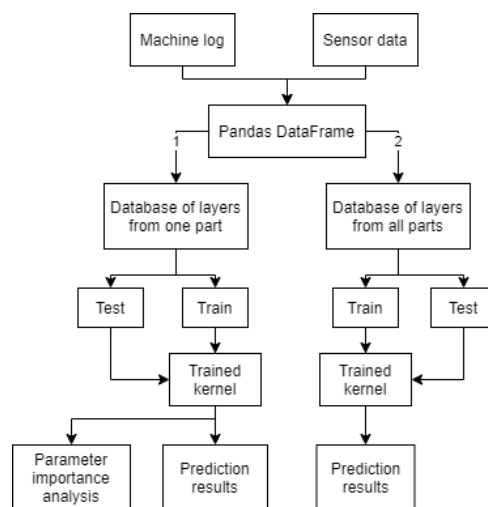 Machine log
Sensor data
Pandas DataFrame
1
2
Database of layers
from one part
Database of layers
from all parts
Test
Train
Train
Test
Trained
kernel
Trained
kernel
Parameter
importance
analysis
Prediction
results
Prediction
results